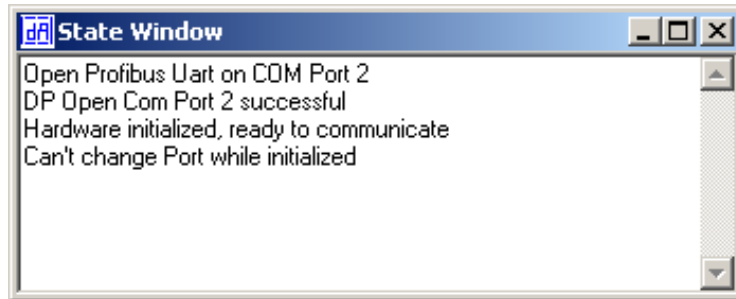 dA State Window
Open Profibus Uart on COM Port 2
DP Open Com Port 2 successful
Hardware initialized, ready to communicate
Can't change Port while initialized